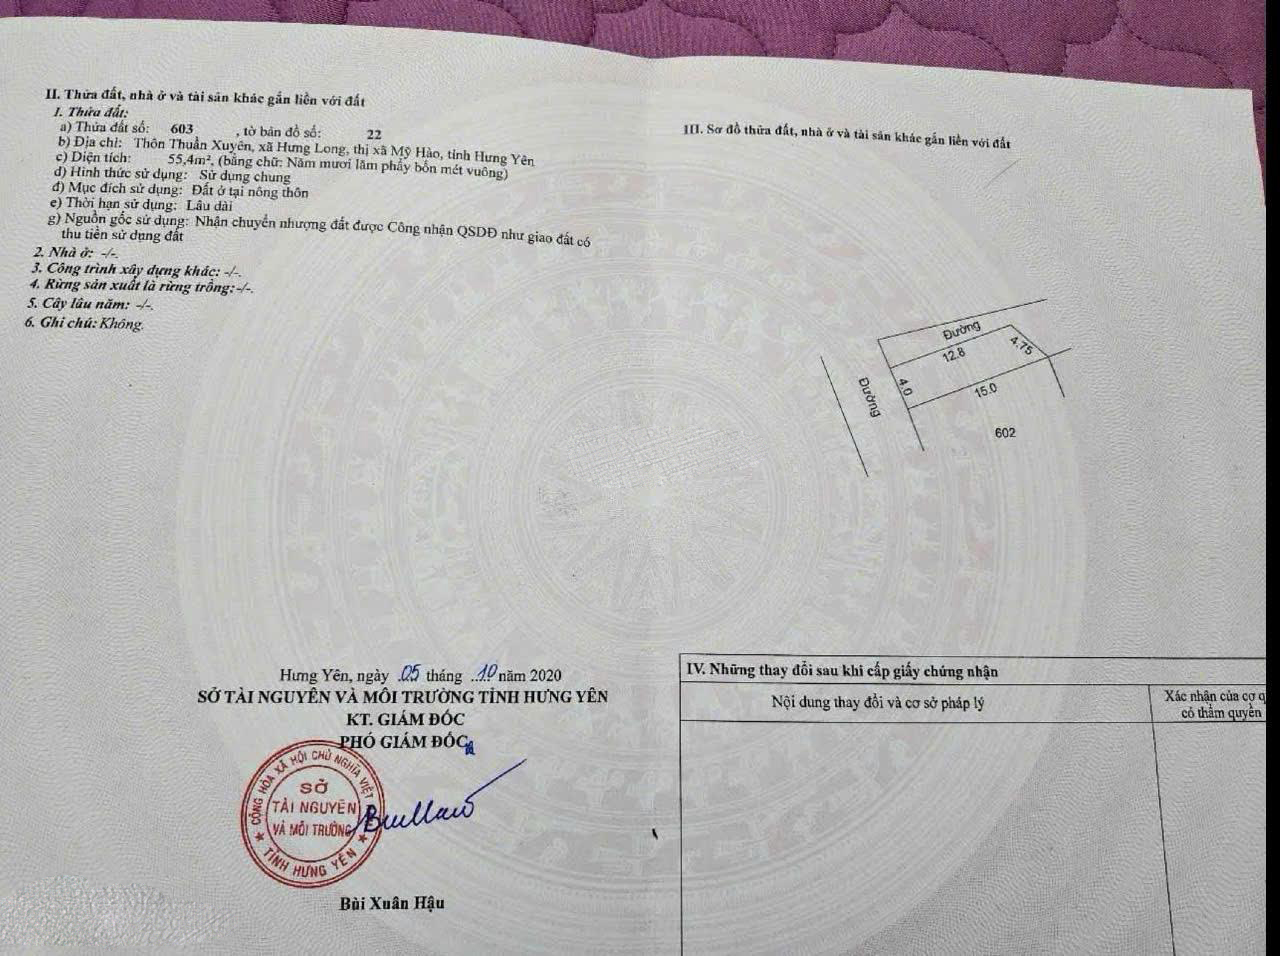 II. Thửa đất, nhà ở và tài sản khác gắn liền với đất
1. Thửa đất:
a) Thửa đất số: 603 , tờ bản đồ số: 22
b) Địa chỉ: Thôn Thuần Xuyên, xã Hưng Long, thị xã Mỹ Hào, tỉnh Hưng Yên
c) Diện tích: 55,4m², (bằng chữ: Năm mươi lăm phẩy bốn mét vuông)
d) Hình thức sử dụng: Sử dụng chung
đ) Mục đích sử dụng: Đất ở tại nông thôn
e) Thời hạn sử dụng: Lâu dài
g) Nguồn gốc sử dụng: Nhận chuyển nhượng đất được Công nhận QSDĐ như giao đất có
thu tiền sử dụng đất
2. Nhà ở: -/-.
3. Công trình xây dựng khác: -/-.
4. Rừng sản xuất là rừng trồng:-/-.
5. Cây lâu năm: -/-.
6. Ghi chú: Không.
Hưng Yên, ngày 05 tháng 10 năm 2020
SỞ TÀI NGUYÊN VÀ MÔI TRƯỜNG TỈNH HƯNG YÊN
KT. GIÁM ĐỐC
PHÓ GIÁM ĐỐC
CỘNG HÒA XÃ HỘI CHỦ NGHĨA VIỆT
SỞ
TÀI NGUYÊN
VÀ MÔI TRƯỜNG
★ TỈNH HƯNG YÊN ★
Bùi Xuân Hậu
III. Sơ đồ thửa đất, nhà ở và tài sản khác gắn liền với đất
Đường
12.8
4.75
4.0
15.0
Đường
602
IV. Những thay đổi sau khi cấp giấy chứng nhận
Nội dung thay đổi và cơ sở pháp lý
Xác nhận của cơ q
có thẩm quyền